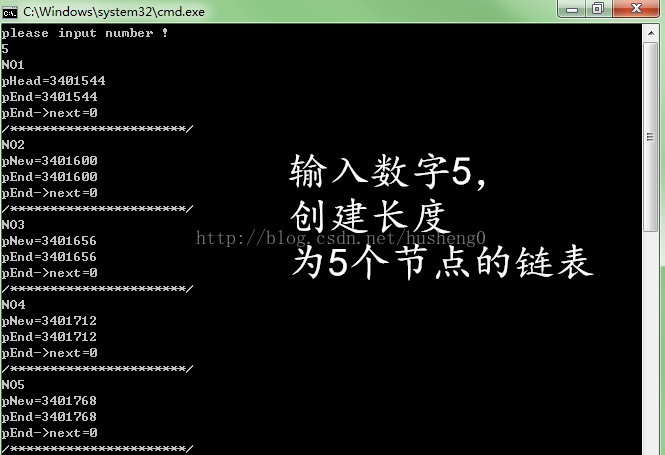 C:\Windows\system32\cmd.exe
please input number !
5
NO1
pHead=3401544
pEnd=3401544
pEnd->next=0
/**********************/
NO2
pNew=3401600
pEnd=3401600
pEnd->next=0
/**********************/
NO3
pNew=3401656
pEnd=3401656
pEnd->next=0
/**********************/
NO4
pNew=3401712
pEnd=3401712
pEnd->next=0
/**********************/
NO5
pNew=3401768
pEnd=3401768
pEnd->next=0
/**********************/
输入数字5，
创建长度
http://blog.csdn.net/husheng0
为5个节点的链表